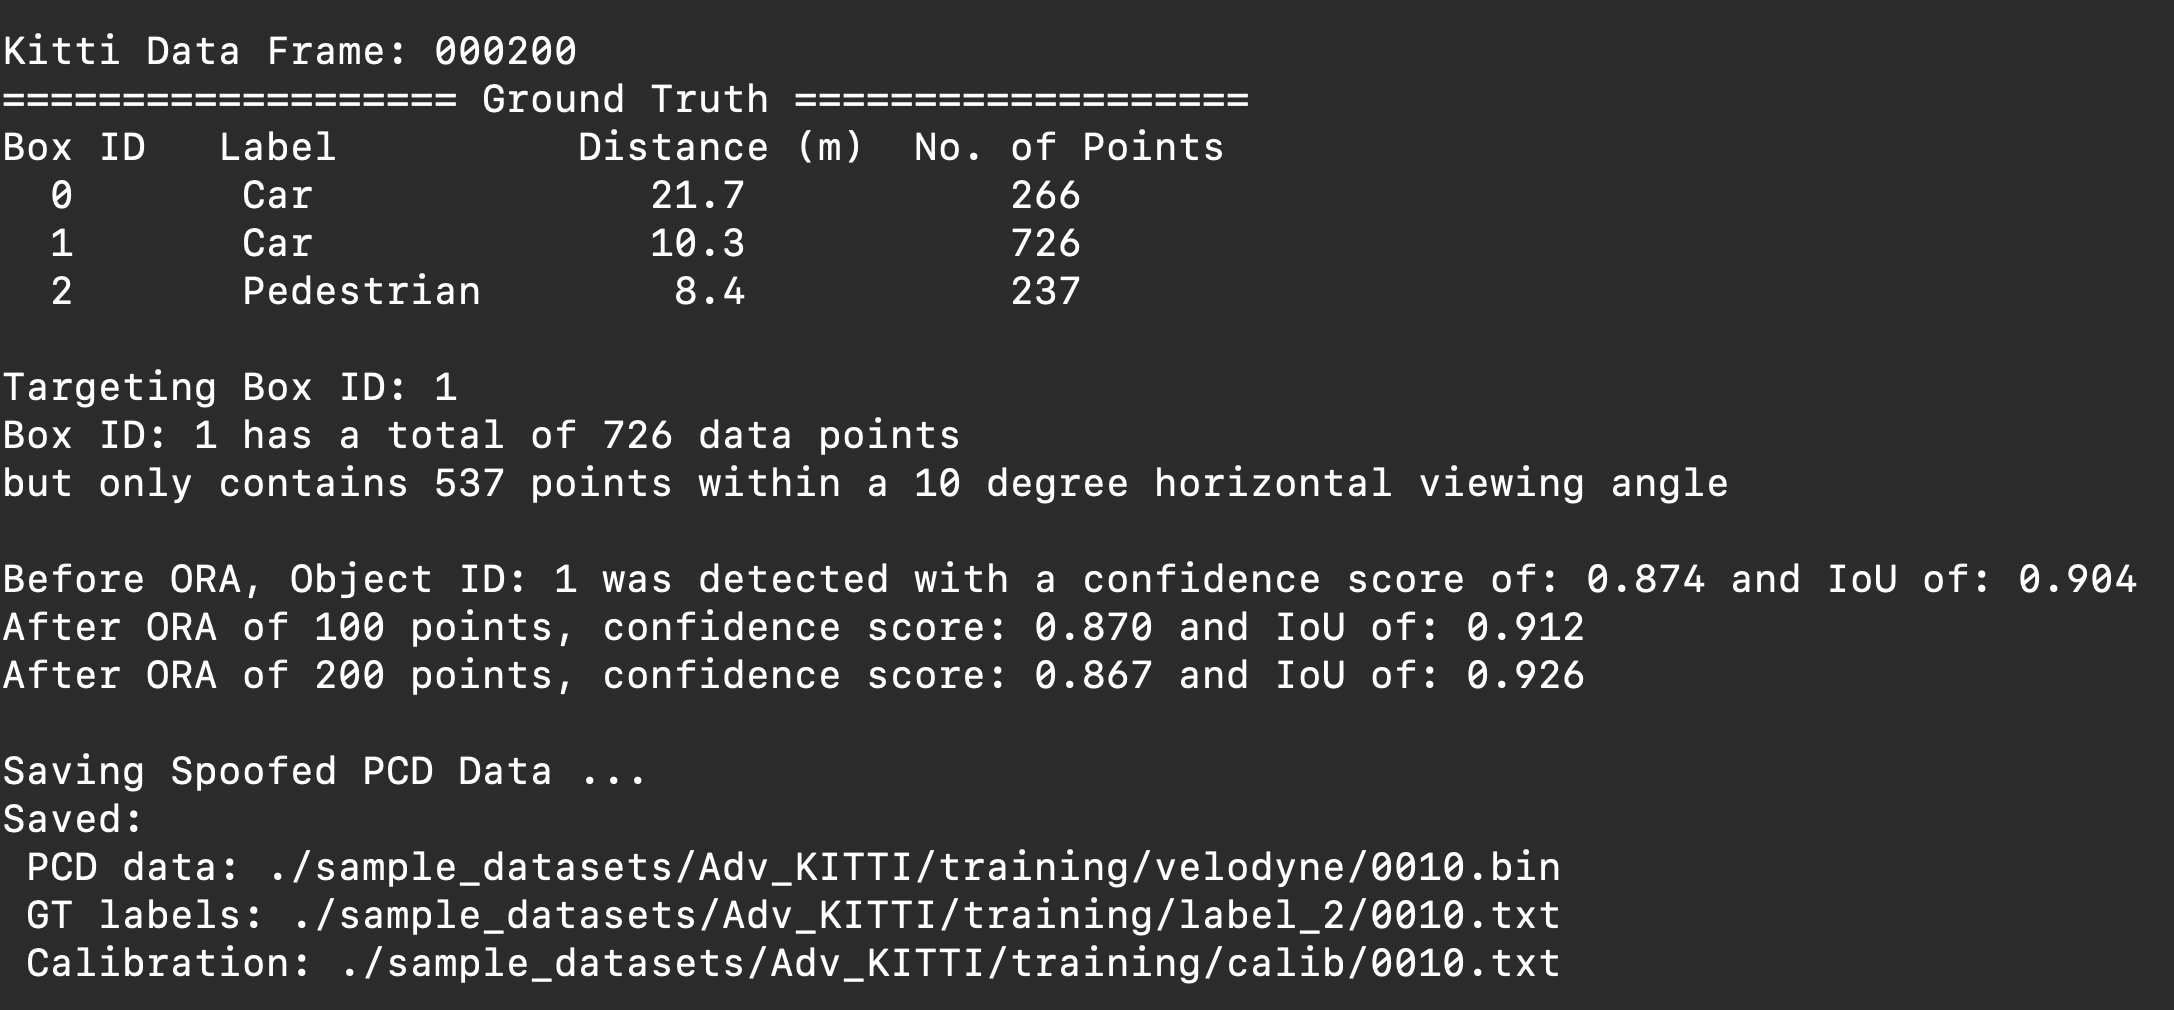 Kitti Data Frame: 000200
=================== Ground Truth ===================
Box ID   Label          Distance (m)  No. of Points
  0       Car              21.7           266
  1       Car              10.3           726
  2       Pedestrian        8.4           237
Targeting Box ID: 1
Box ID: 1 has a total of 726 data points
but only contains 537 points within a 10 degree horizontal viewing angle
Before ORA, Object ID: 1 was detected with a confidence score of: 0.874 and IoU of: 0.904
After ORA of 100 points, confidence score: 0.870 and IoU of: 0.912
After ORA of 200 points, confidence score: 0.867 and IoU of: 0.926
Saving Spoofed PCD Data ...
Saved:
 PCD data: ./sample_datasets/Adv_KITTI/training/velodyne/0010.bin
 GT labels: ./sample_datasets/Adv_KITTI/training/label_2/0010.txt
 Calibration: ./sample_datasets/Adv_KITTI/training/calib/0010.txt